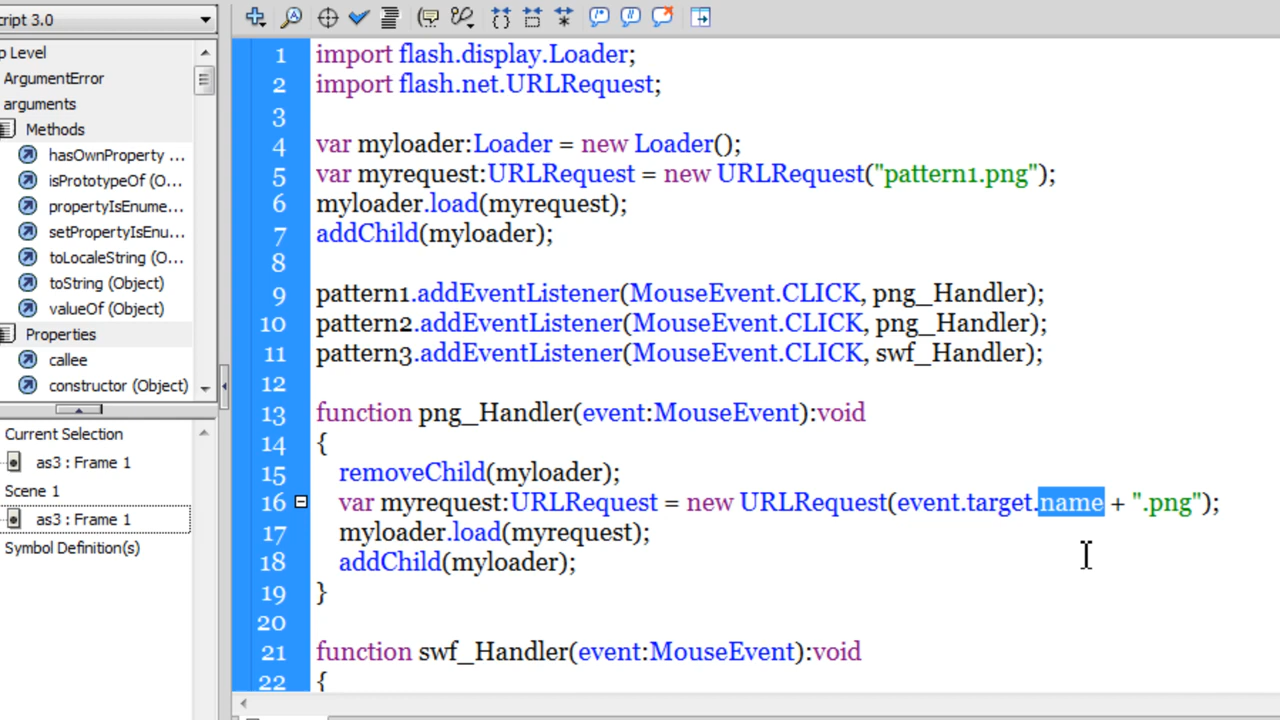 cript 3.0
p Level
ArgumentError
arguments
Methods
hasOwnProperty ...
isPrototypeOf (O...
propertyIsEnume...
setPropertyIsEnu...
toLocaleString (O...
toString (Object)
valueOf (Object)
Properties
callee
constructor (Object)
Current Selection
as3 : Frame 1
Scene 1
as3 : Frame 1
Symbol Definition(s)
1 import flash.display.Loader;
2 import flash.net.URLRequest;
3
4 var myloader:Loader = new Loader();
5 var myrequest:URLRequest = new URLRequest("pattern1.png");
6 myloader.load(myrequest);
7 addChild(myloader);
8
9 pattern1.addEventListener(MouseEvent.CLICK, png_Handler);
10 pattern2.addEventListener(MouseEvent.CLICK, png_Handler);
11 pattern3.addEventListener(MouseEvent.CLICK, swf_Handler);
12
13 function png_Handler(event:MouseEvent):void
14 {
15 removeChild(myloader);
16 var myrequest:URLRequest = new URLRequest(event.target.name + ".png");
17 myloader.load(myrequest);
18 addChild(myloader);
19 }
20
21 function swf_Handler(event:MouseEvent):void
22 {